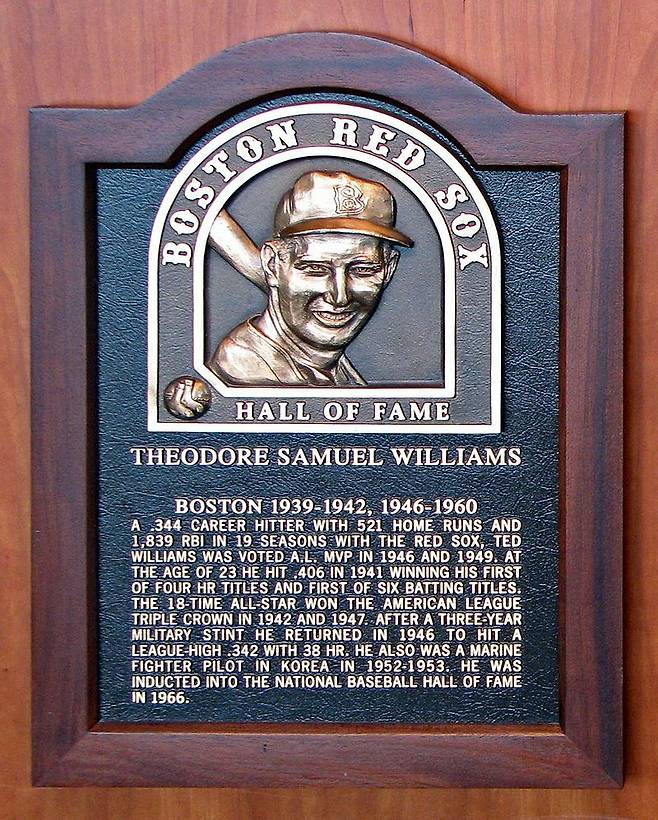 BOSTON RED SOX
B
HALL OF FAME
THEODORE SAMUEL WILLIAMS
BOSTON 1939-1942, 1946-1960
A .344 CAREER HITTER WITH 521 HOME RUNS AND
1,839 RBI IN 19 SEASONS WITH THE RED SOX, TED
WILLIAMS WAS VOTED A.L. MVP IN 1946 AND 1949. AT
THE AGE OF 23 HE HIT .406 IN 1941 WINNING HIS FIRST
OF FOUR HR TITLES AND FIRST OF SIX BATTING TITLES.
THE 18-TIME ALL-STAR WON THE AMERICAN LEAGUE
TRIPLE CROWN IN 1942 AND 1947. AFTER A THREE-YEAR
MILITARY STINT HE RETURNED IN 1946 TO HIT A
LEAGUE-HIGH .342 WITH 38 HR. HE ALSO WAS A MARINE
FIGHTER PILOT IN KOREA IN 1952-1953. HE WAS
INDUCTED INTO THE NATIONAL BASEBALL HALL OF FAME
IN 1966.